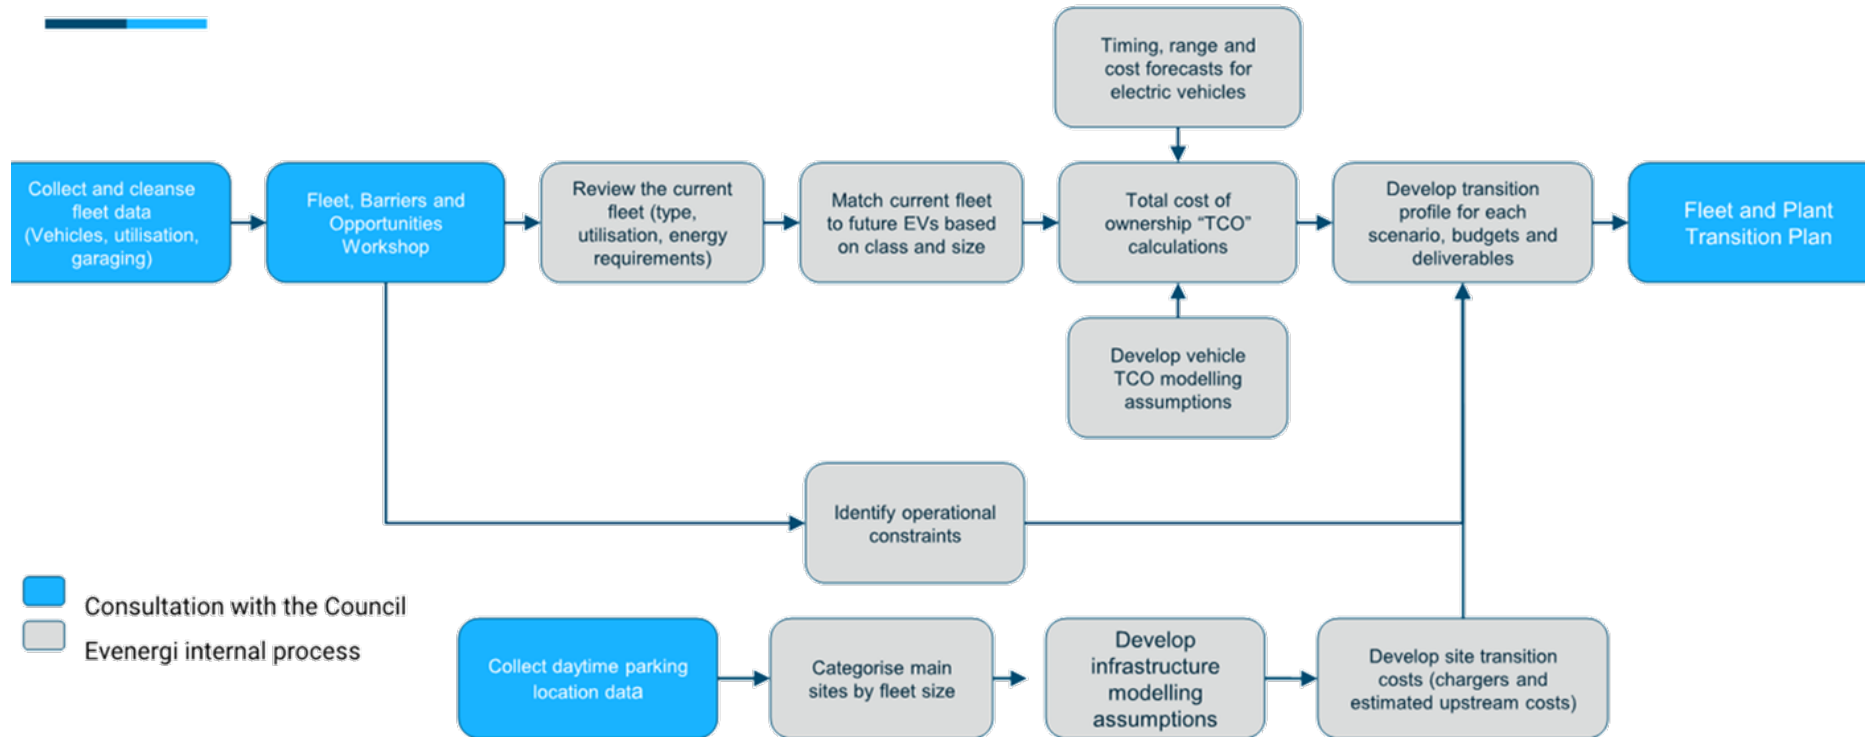 Timing, range and
cost forecasts for
electric vehicles
Collect and cleanse
fleet data
(Vehicles, utilisation,
garaging)
Fleet, Barriers and
Opportunities
Workshop
Review the current
fleet (type,
utilisation, energy
requirements)
Match current fleet
to future EVs based
on class and size
Total cost of
ownership “TCO”
calculations
Develop transition
profile for each
scenario, budgets and
deliverables
Fleet and Plant
Transition Plan
Develop vehicle
TCO modelling
assumptions
Identify operational
constraints
Consultation with the Council
Evenergi internal process
Collect daytime parking
location data
Categorise main
sites by fleet size
Develop
infrastructure
modelling
assumptions
Develop site transition
costs (chargers and
estimated upstream costs)